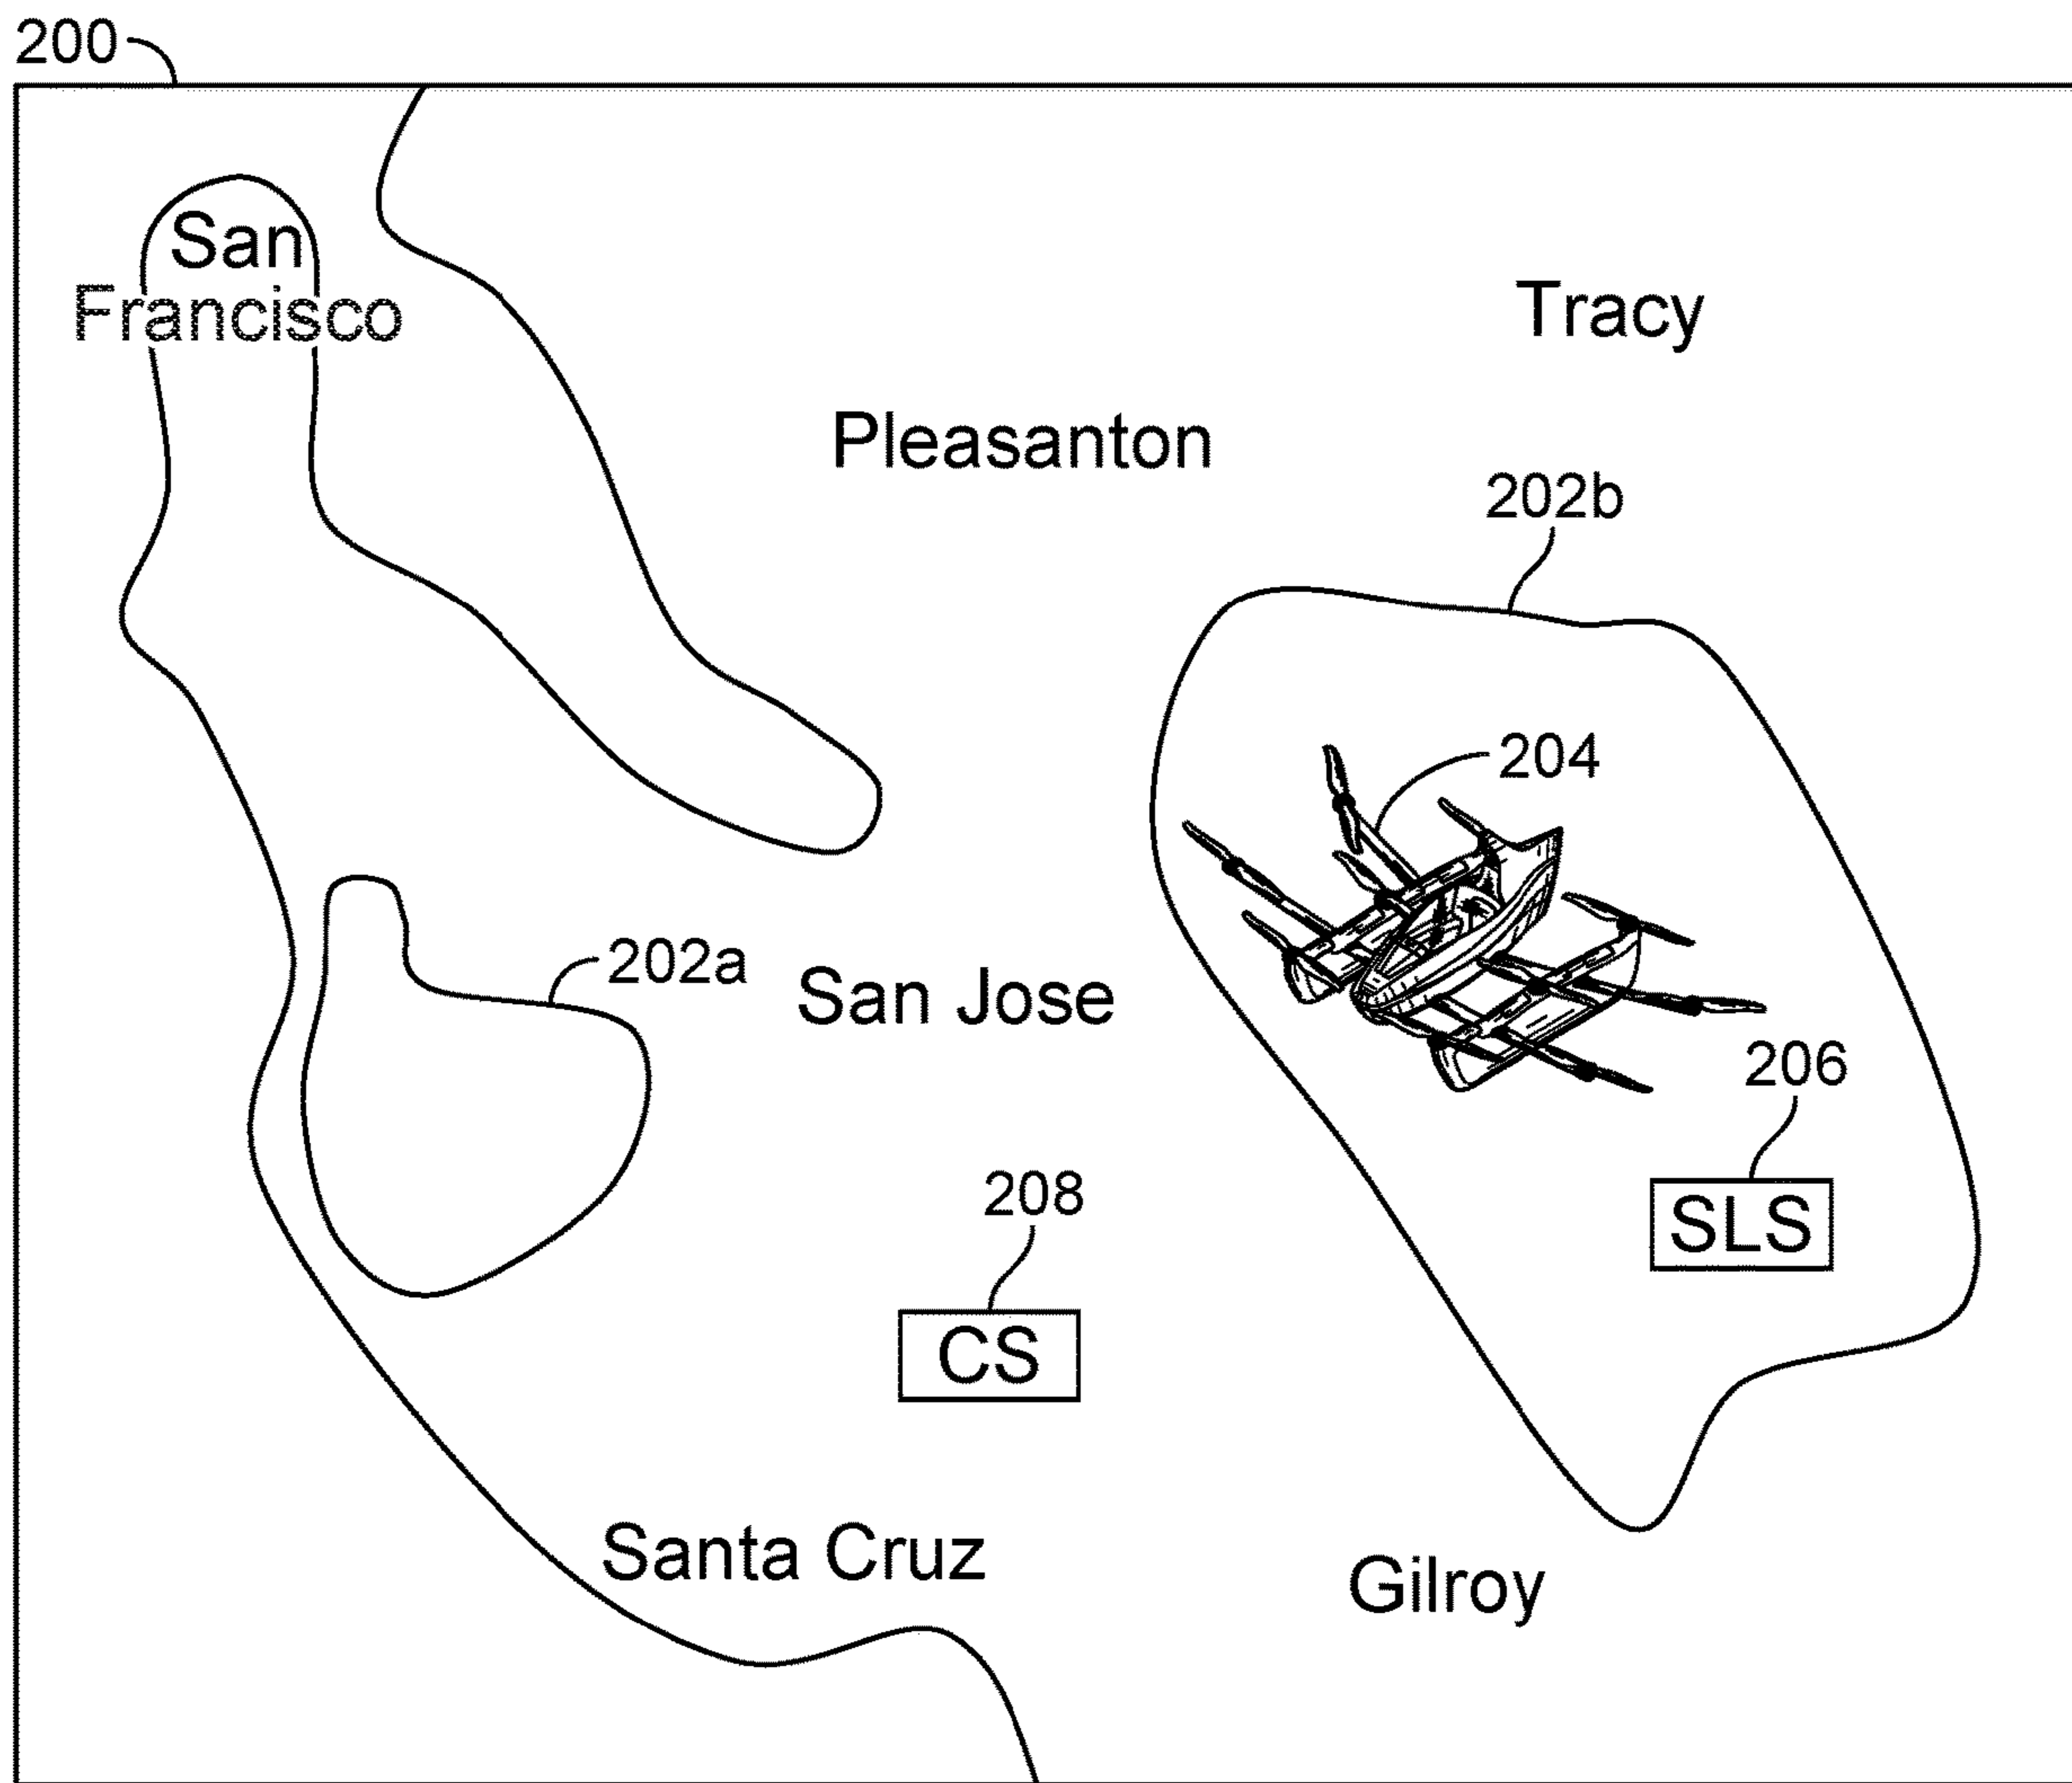 200
San
Francisco
Tracy
Pleasanton
202b
204
202a
San Jose
206
208
SLS
CS
Santa Cruz
Gilroy